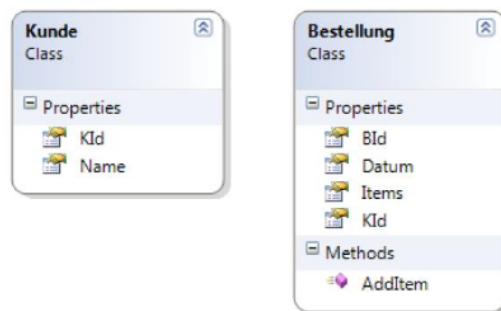 Kunde
Class
Properties
KId
Name
Bestellung
Class
Properties
BId
Datum
Items
KId
Methods
AddItem